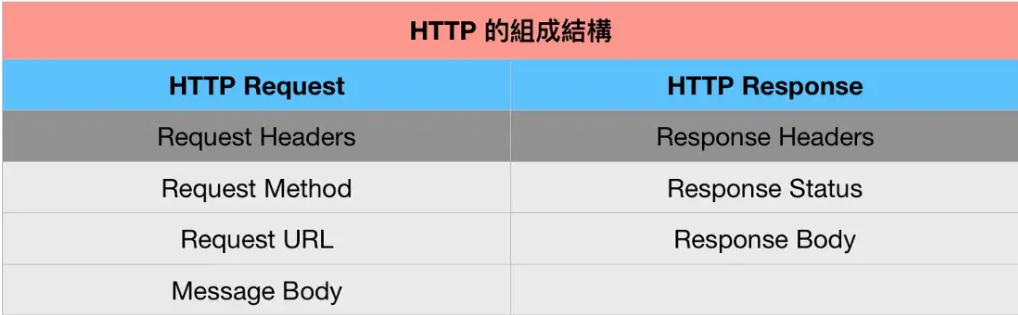 HTTP 的組成結構
HTTP Request HTTP Response
Request Headers Response Headers
Request Method Response Status
Request URL Response Body
Message Body